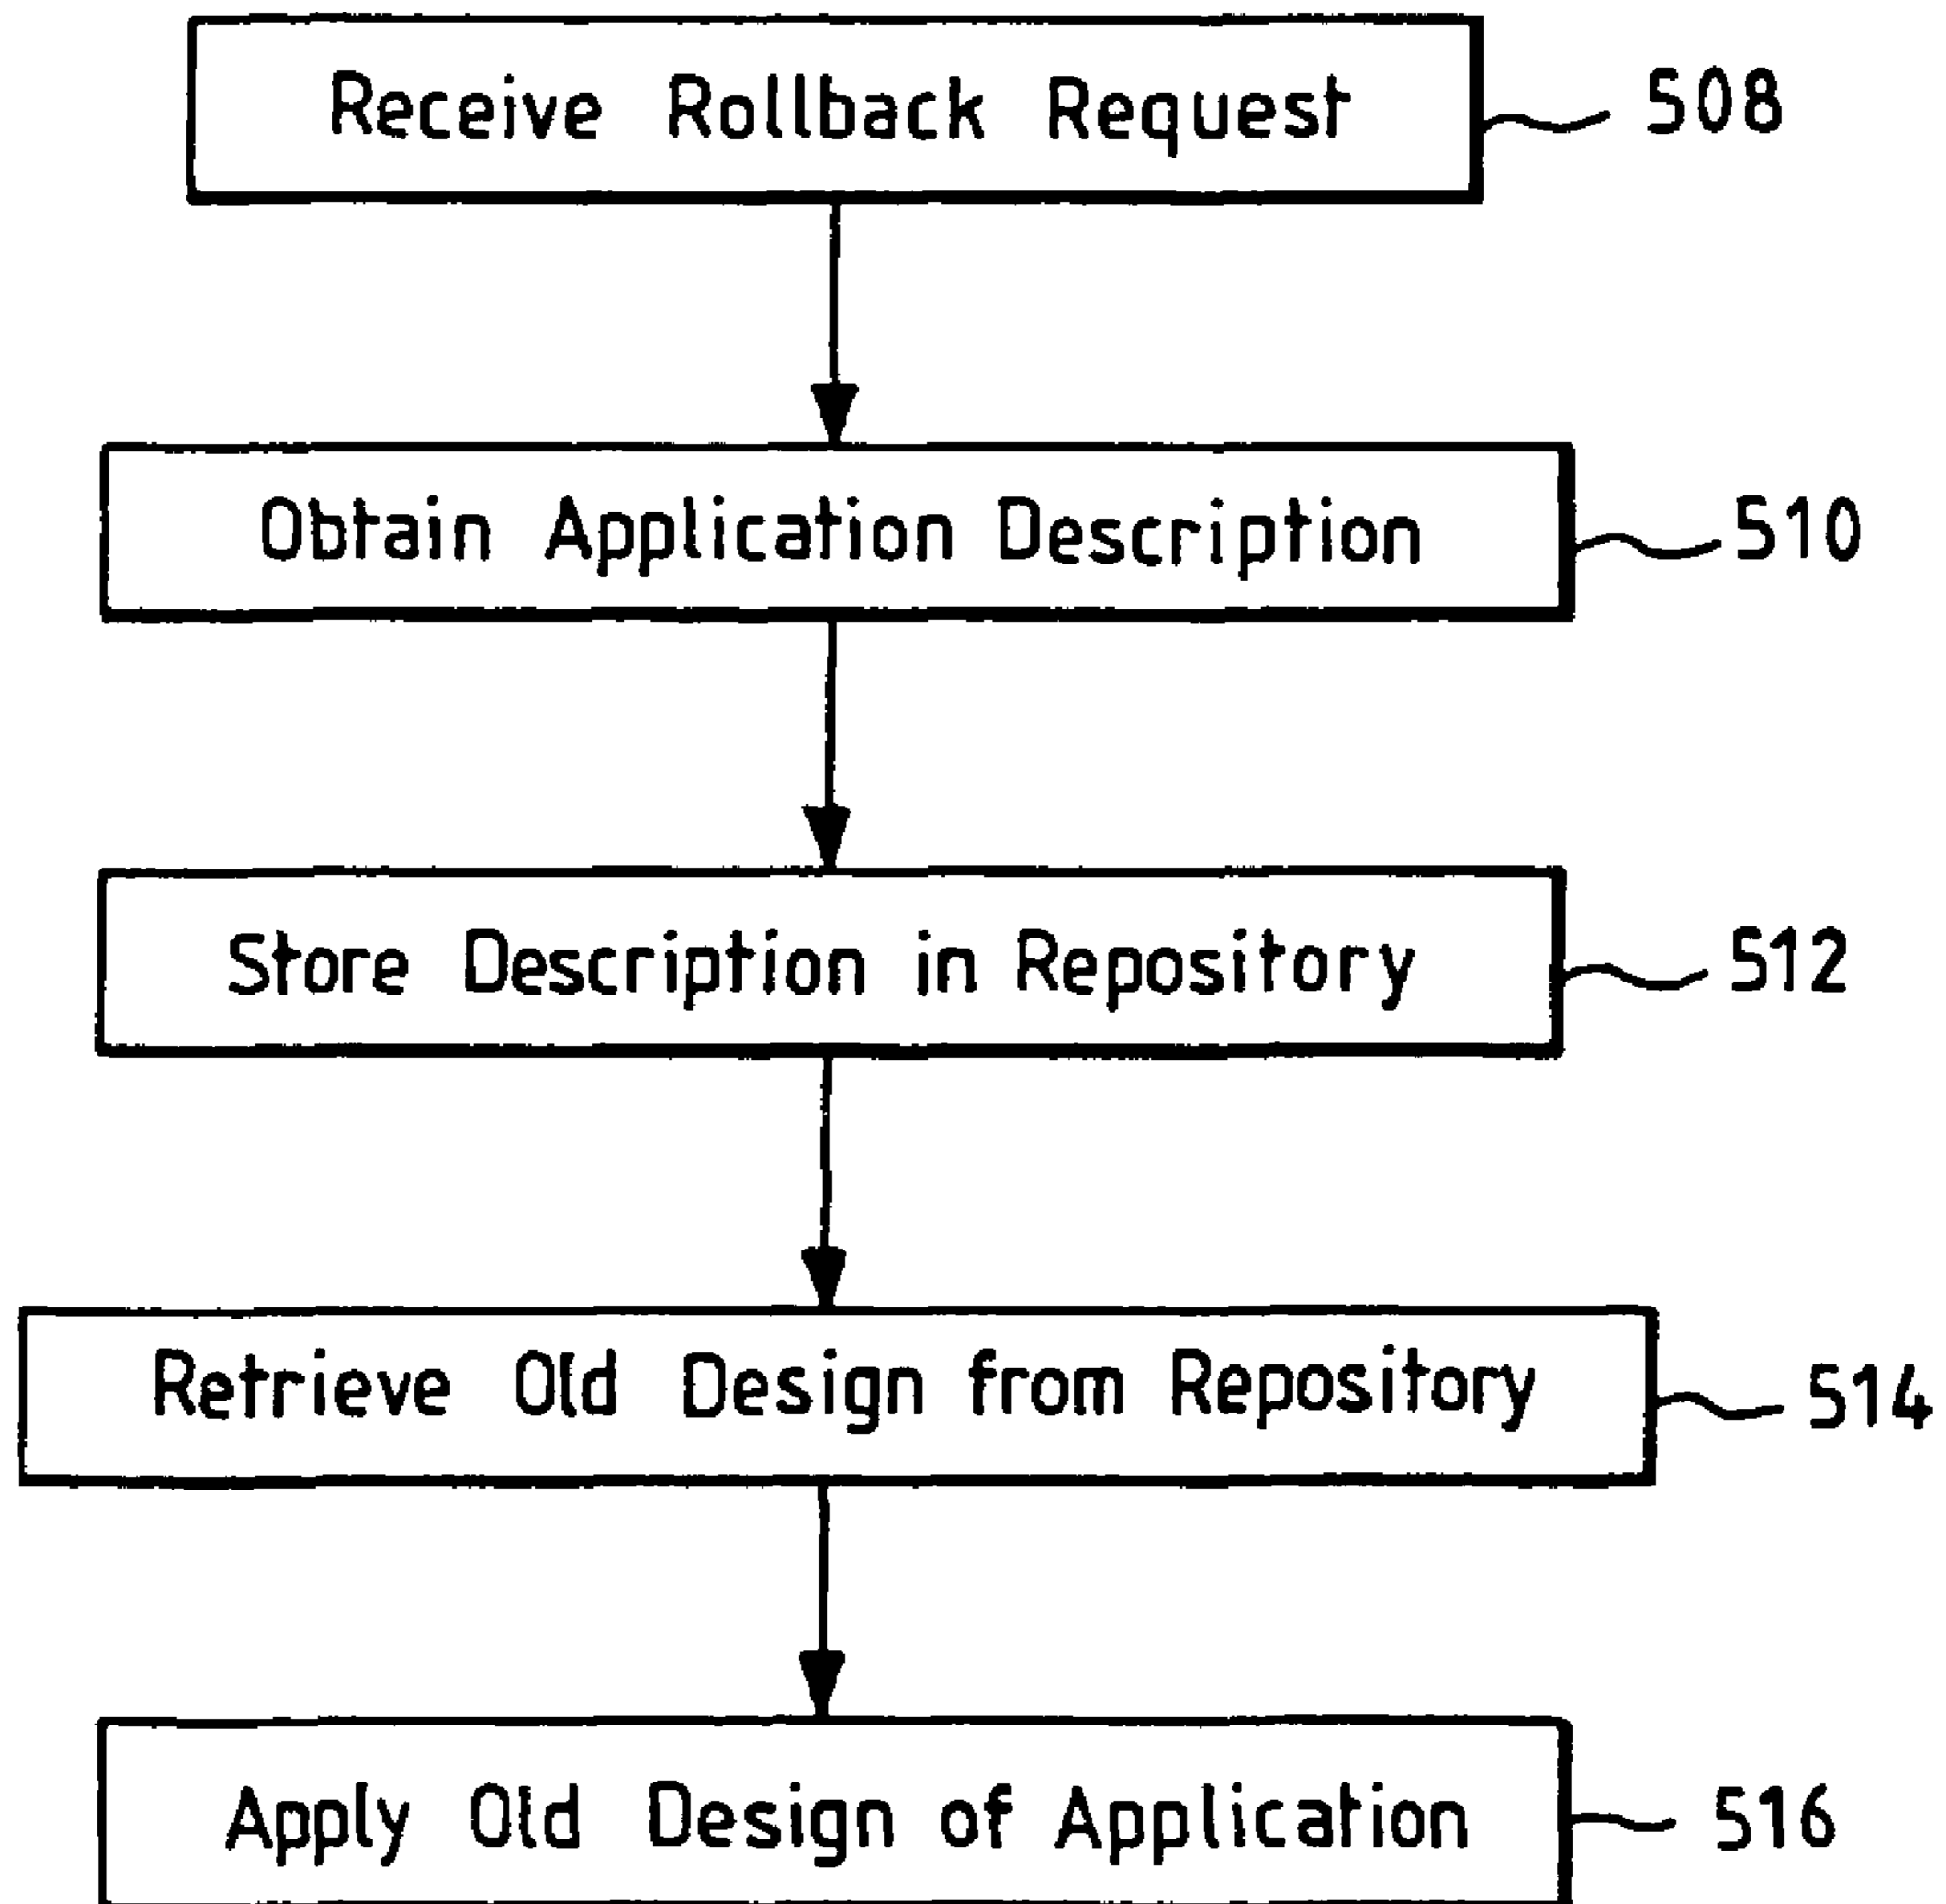 Receive Rollback Request 508
Obtain Application Description 510
Store Description in Repository 512
Retrieve Old Design from Repository 514
Apply Old Design of Application 516